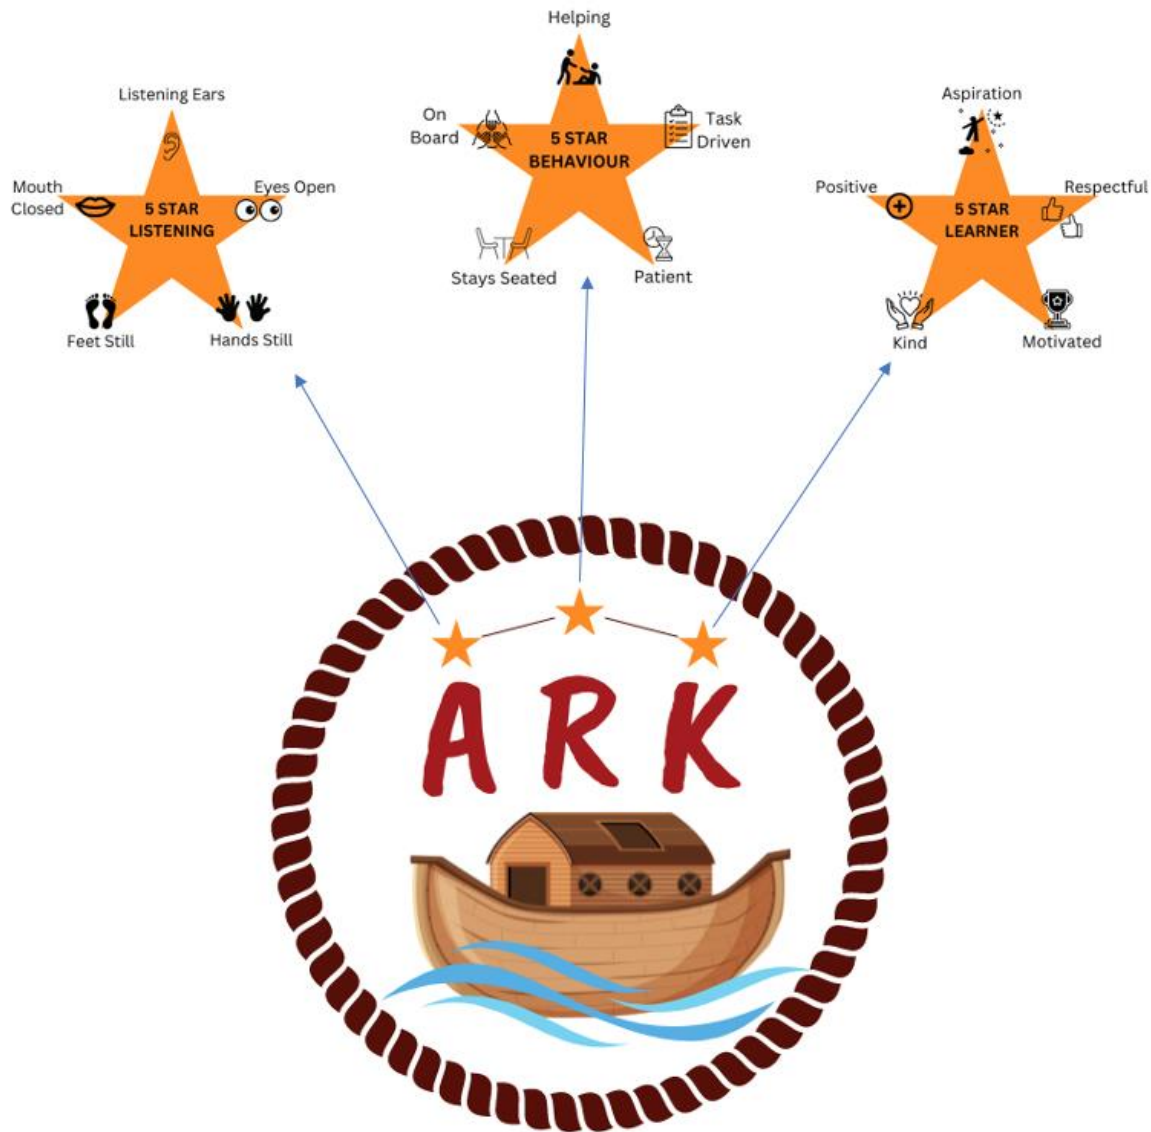 Listening Ears
Mouth
Closed
Eyes Open
5 STAR
LISTENING
Feet Still
Hands Still
Helping
On
Board
Task
Driven
5 STAR
BEHAVIOUR
Stays Seated
Patient
Aspiration
Positive
Respectful
5 STAR
LEARNER
Kind
Motivated
ARK